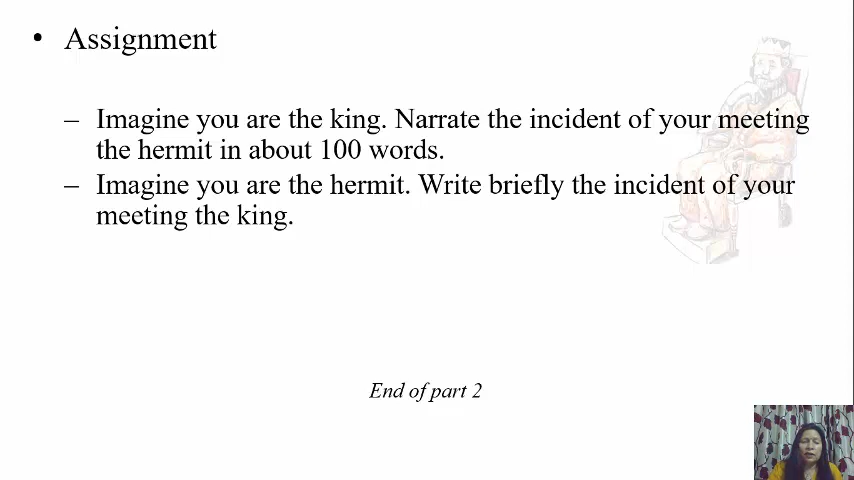 • Assignment
– Imagine you are the king. Narrate the incident of your meeting
the hermit in about 100 words.
– Imagine you are the hermit. Write briefly the incident of your
meeting the king.
End of part 2